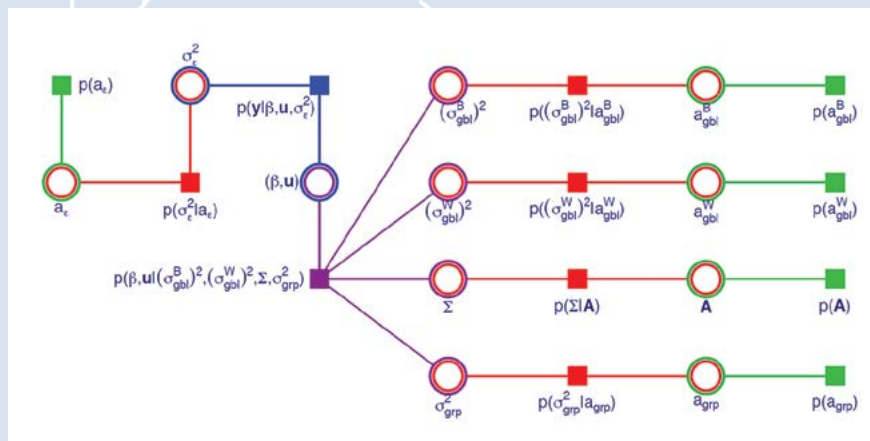 σ²_ε
p(a_ε)
p(y|β,u,σ²_ε)
(σ^B_gbl)²
p((σ^B_gbl)²|a^B_gbl)
a^B_gbl
p(a^B_gbl)
a_ε
p(σ²_ε|a_ε)
(β,u)
(σ^W_gbl)²
p((σ^W_gbl)²|a^W_gbl)
a^W_gbl
p(a^W_gbl)
p(β,u|(σ^B_gbl)²,(σ^W_gbl)²,Σ,σ²_grp)
Σ
p(Σ|A)
A
p(A)
σ²_grp
p(σ²_grp|a_grp)
a_grp
p(a_grp)